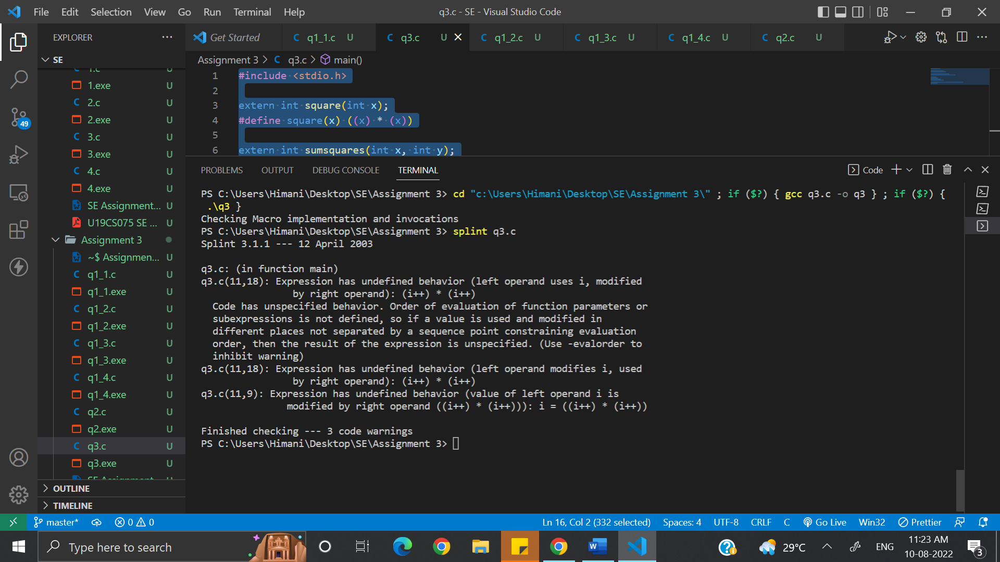 File Edit Selection View Go Run Terminal Help
q3.c - SE - Visual Studio Code
EXPLORER
Get Started
q1_1.c U
q3.c U
q1_2.c U
q1_3.c U
q1_4.c U
q2.c U
SE
Assignment 3 > C q3.c > main()
1.c U
1.exe U
2.c U
2.exe U
3.c U
3.exe U
4.c U
4.exe U
SE Assignment... U
U19CS075 SE ... U
Assignment 3
~$ Assignmen... U
q1_1.c U
q1_1.exe U
q1_2.c U
q1_2.exe U
q1_3.c U
q1_3.exe U
q1_4.c U
q1_4.exe U
q2.c U
q2.exe U
q3.c U
q3.exe U
SE Assignment U
OUTLINE
TIMELINE
49
1 #include <stdio.h>
2
3 extern int square(int x);
4 #define square(x) ((x) * (x))
5
6 extern int sumsquares(int x, int y);
PROBLEMS OUTPUT DEBUG CONSOLE TERMINAL
Code
PS C:\Users\Himani\Desktop\SE\Assignment 3> cd "c:\Users\Himani\Desktop\SE\Assignment 3\" ; if ($?) { gcc q3.c -o q3 } ; if ($?) {
.\q3 }
Checking Macro implementation and invocations
PS C:\Users\Himani\Desktop\SE\Assignment 3> splint q3.c
Splint 3.1.1 --- 12 April 2003
q3.c: (in function main)
q3.c(11,18): Expression has undefined behavior (left operand uses i, modified
by right operand): (i++) * (i++)
Code has unspecified behavior. Order of evaluation of function parameters or
subexpressions is not defined, so if a value is used and modified in
different places not separated by a sequence point constraining evaluation
order, then the result of the expression is unspecified. (Use -evalorder to
inhibit warning)
q3.c(11,18): Expression has undefined behavior (left operand modifies i, used
by right operand): (i++) * (i++)
q3.c(11,9): Expression has undefined behavior (value of left operand i is
modified by right operand ((i++) * (i++))): i = ((i++) * (i++))
Finished checking --- 3 code warnings
PS C:\Users\Himani\Desktop\SE\Assignment 3>
master* 0 0
Ln 16, Col 2 (332 selected) Spaces: 4 UTF-8 CRLF C Go Live Win32 Prettier
Type here to search
29°C
ENG
11:23 AM
10-08-2022
3